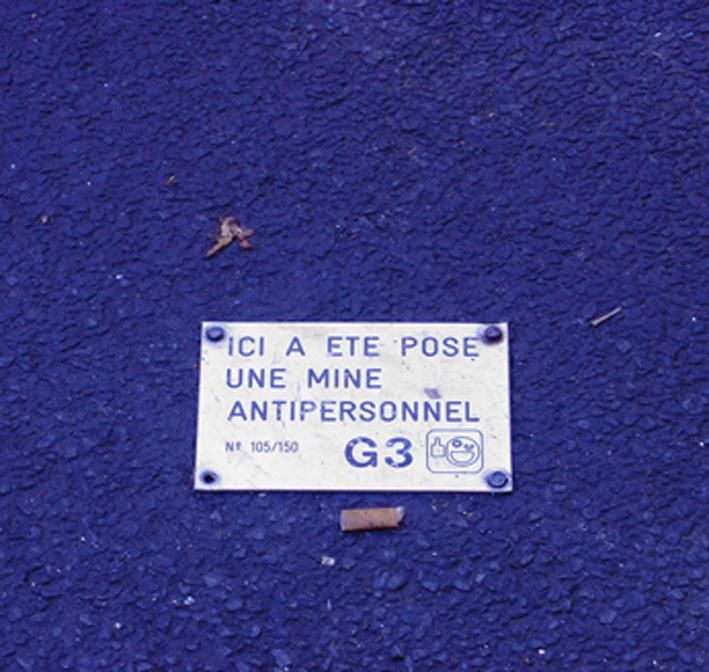 ICI A ETE POSE
UNE MINE
ANTIPERSONNEL
Nº 105/150 G3